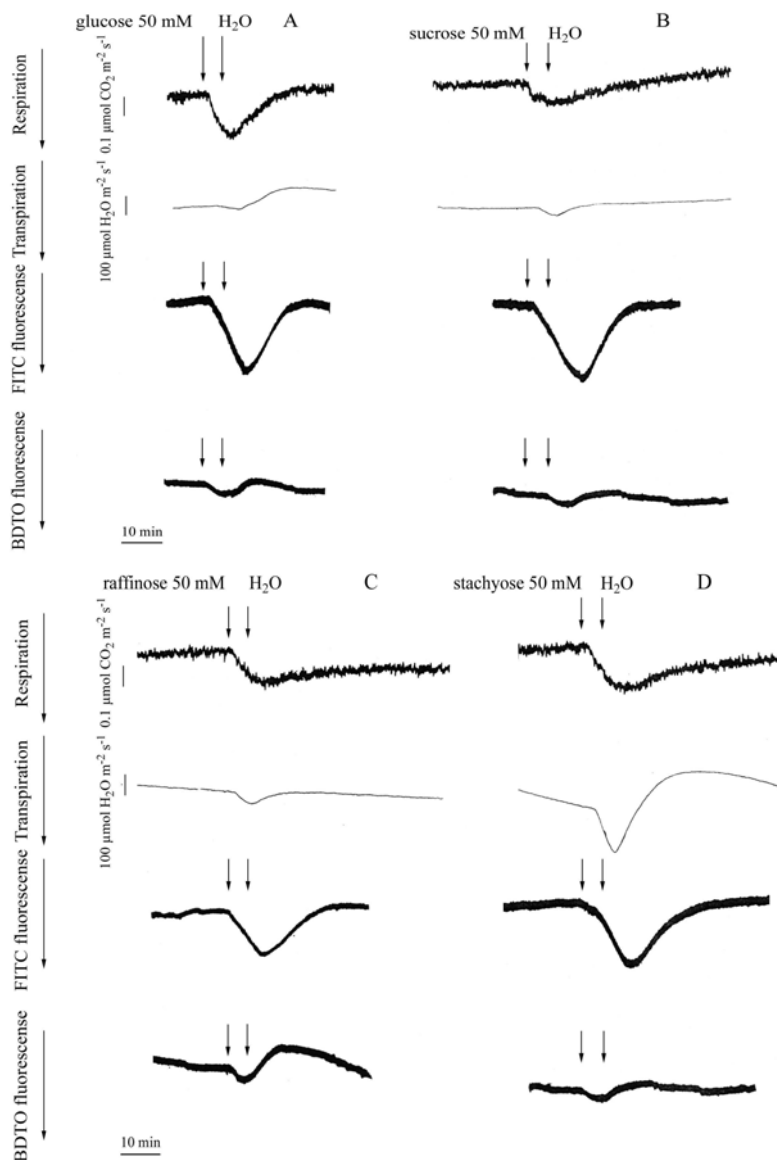 glucose 50 mM H₂O A
sucrose 50 mM H₂O B
Respiration
0.1 μmol CO₂ m⁻² s⁻¹
Transpiration
100 μmol H₂O m⁻² s⁻¹
FITC fluorescense
BDTO fluorescense
10 min
raffinose 50 mM H₂O C
stachyose 50 mM H₂O D
Respiration
0.1 μmol CO₂ m⁻² s⁻¹
Transpiration
100 μmol H₂O m⁻² s⁻¹
FITC fluorescense
BDTO fluorescense
10 min